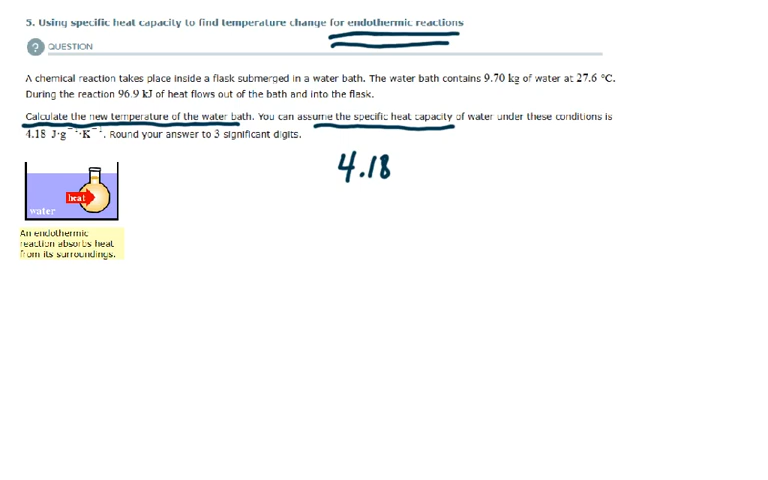 5. Using specific heat capacity to find temperature change for endothermic reactions
? QUESTION
A chemical reaction takes place inside a flask submerged in a water bath. The water bath contains 9.70 kg of water at 27.6 °C.
During the reaction 96.9 kJ of heat flows out of the bath and into the flask.
Calculate the new temperature of the water bath. You can assume the specific heat capacity of water under these conditions is
4.18 J·g⁻¹·K⁻¹. Round your answer to 3 significant digits.
4.18
heat
water
An endothermic
reaction absorbs heat
from its surroundings.